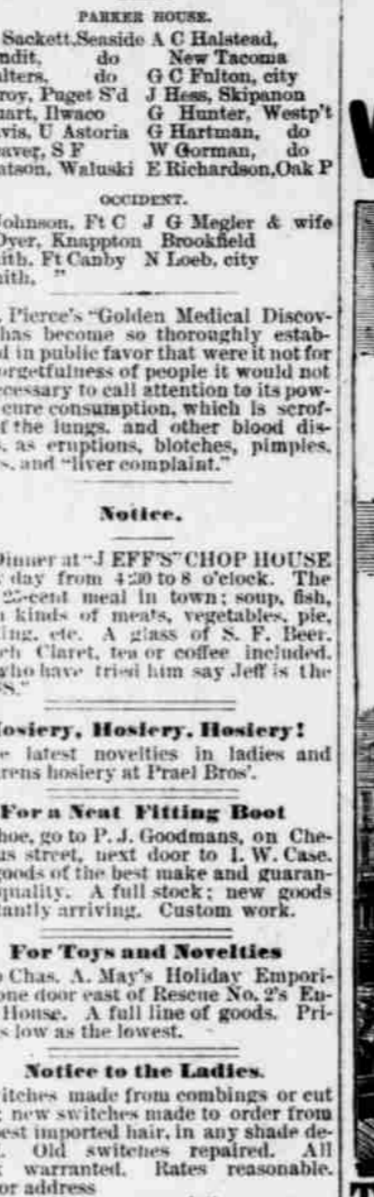 PARKER HOUSE.
Sackett, Seaside A C Halstead,
ndit, do New Tacoma
alters, do G C Fulton, city
roy, Puget S'd J Hess, Skipanon
uart, Ilwaco G Hunter, Westp't
vis, U Astoria G Hartman, do
eaver, S F W Gorman, do
atson, Waluski E Richardson, Oak P
OCCIDENT.
Johnson, Ft C J G Megler & wife
Dyer, Knappton Brookfield
ith, Ft Canby N Loeb, city
ith, "
. Pierce's "Golden Medical Discov-
has become so thoroughly estab-
d in public favor that were it not for
orgetfulness of people it would not
ecessary to call attention to its pow-
cure consumption, which is scrof-
f the lungs, and other blood dis-
s, as eruptions, blotches, pimples,
s, and "liver complaint."
Notice.
Dinner at "JEFF'S" CHOP HOUSE
day from 4:30 to 8 o'clock. The
25-cent meal in town; soup, fish,
n kinds of meats, vegetables, pie,
ing, etc. A glass of S. F. Beer,
ch Claret, tea or coffee included.
who have tried him say Jeff is the
S."
osiery, Hosiery, Hosiery!
e latest novelties in ladies and
rens hosiery at Prael Bros'.
For a Neat Fitting Boot
hoe, go to P. J. Goodmans, on Che-
us street, next door to I. W. Case.
goods of the best make and guaran-
quality. A full stock; new goods
tantly arriving. Custom work.
For Toys and Novelties
o Chas. A. May's Holiday Empori-
one door east of Rescue No. 2's En-
House. A full line of goods. Pri-
s low as the lowest.
Notice to the Ladies.
itches made from combings or cut
; new switches made to order from
best imported hair, in any shade de-
. Old switches repaired. All
k warranted. Rates reasonable.
or address